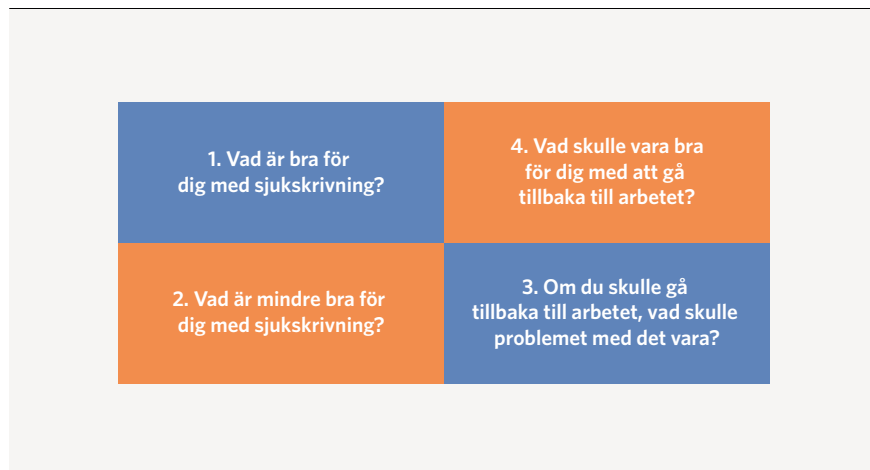 1. Vad är bra för
dig med sjukskrivning?
4. Vad skulle vara bra
för dig med att gå
tillbaka till arbetet?
2. Vad är mindre bra för
dig med sjukskrivning?
3. Om du skulle gå
tillbaka till arbetet, vad skulle
problemet med det vara?